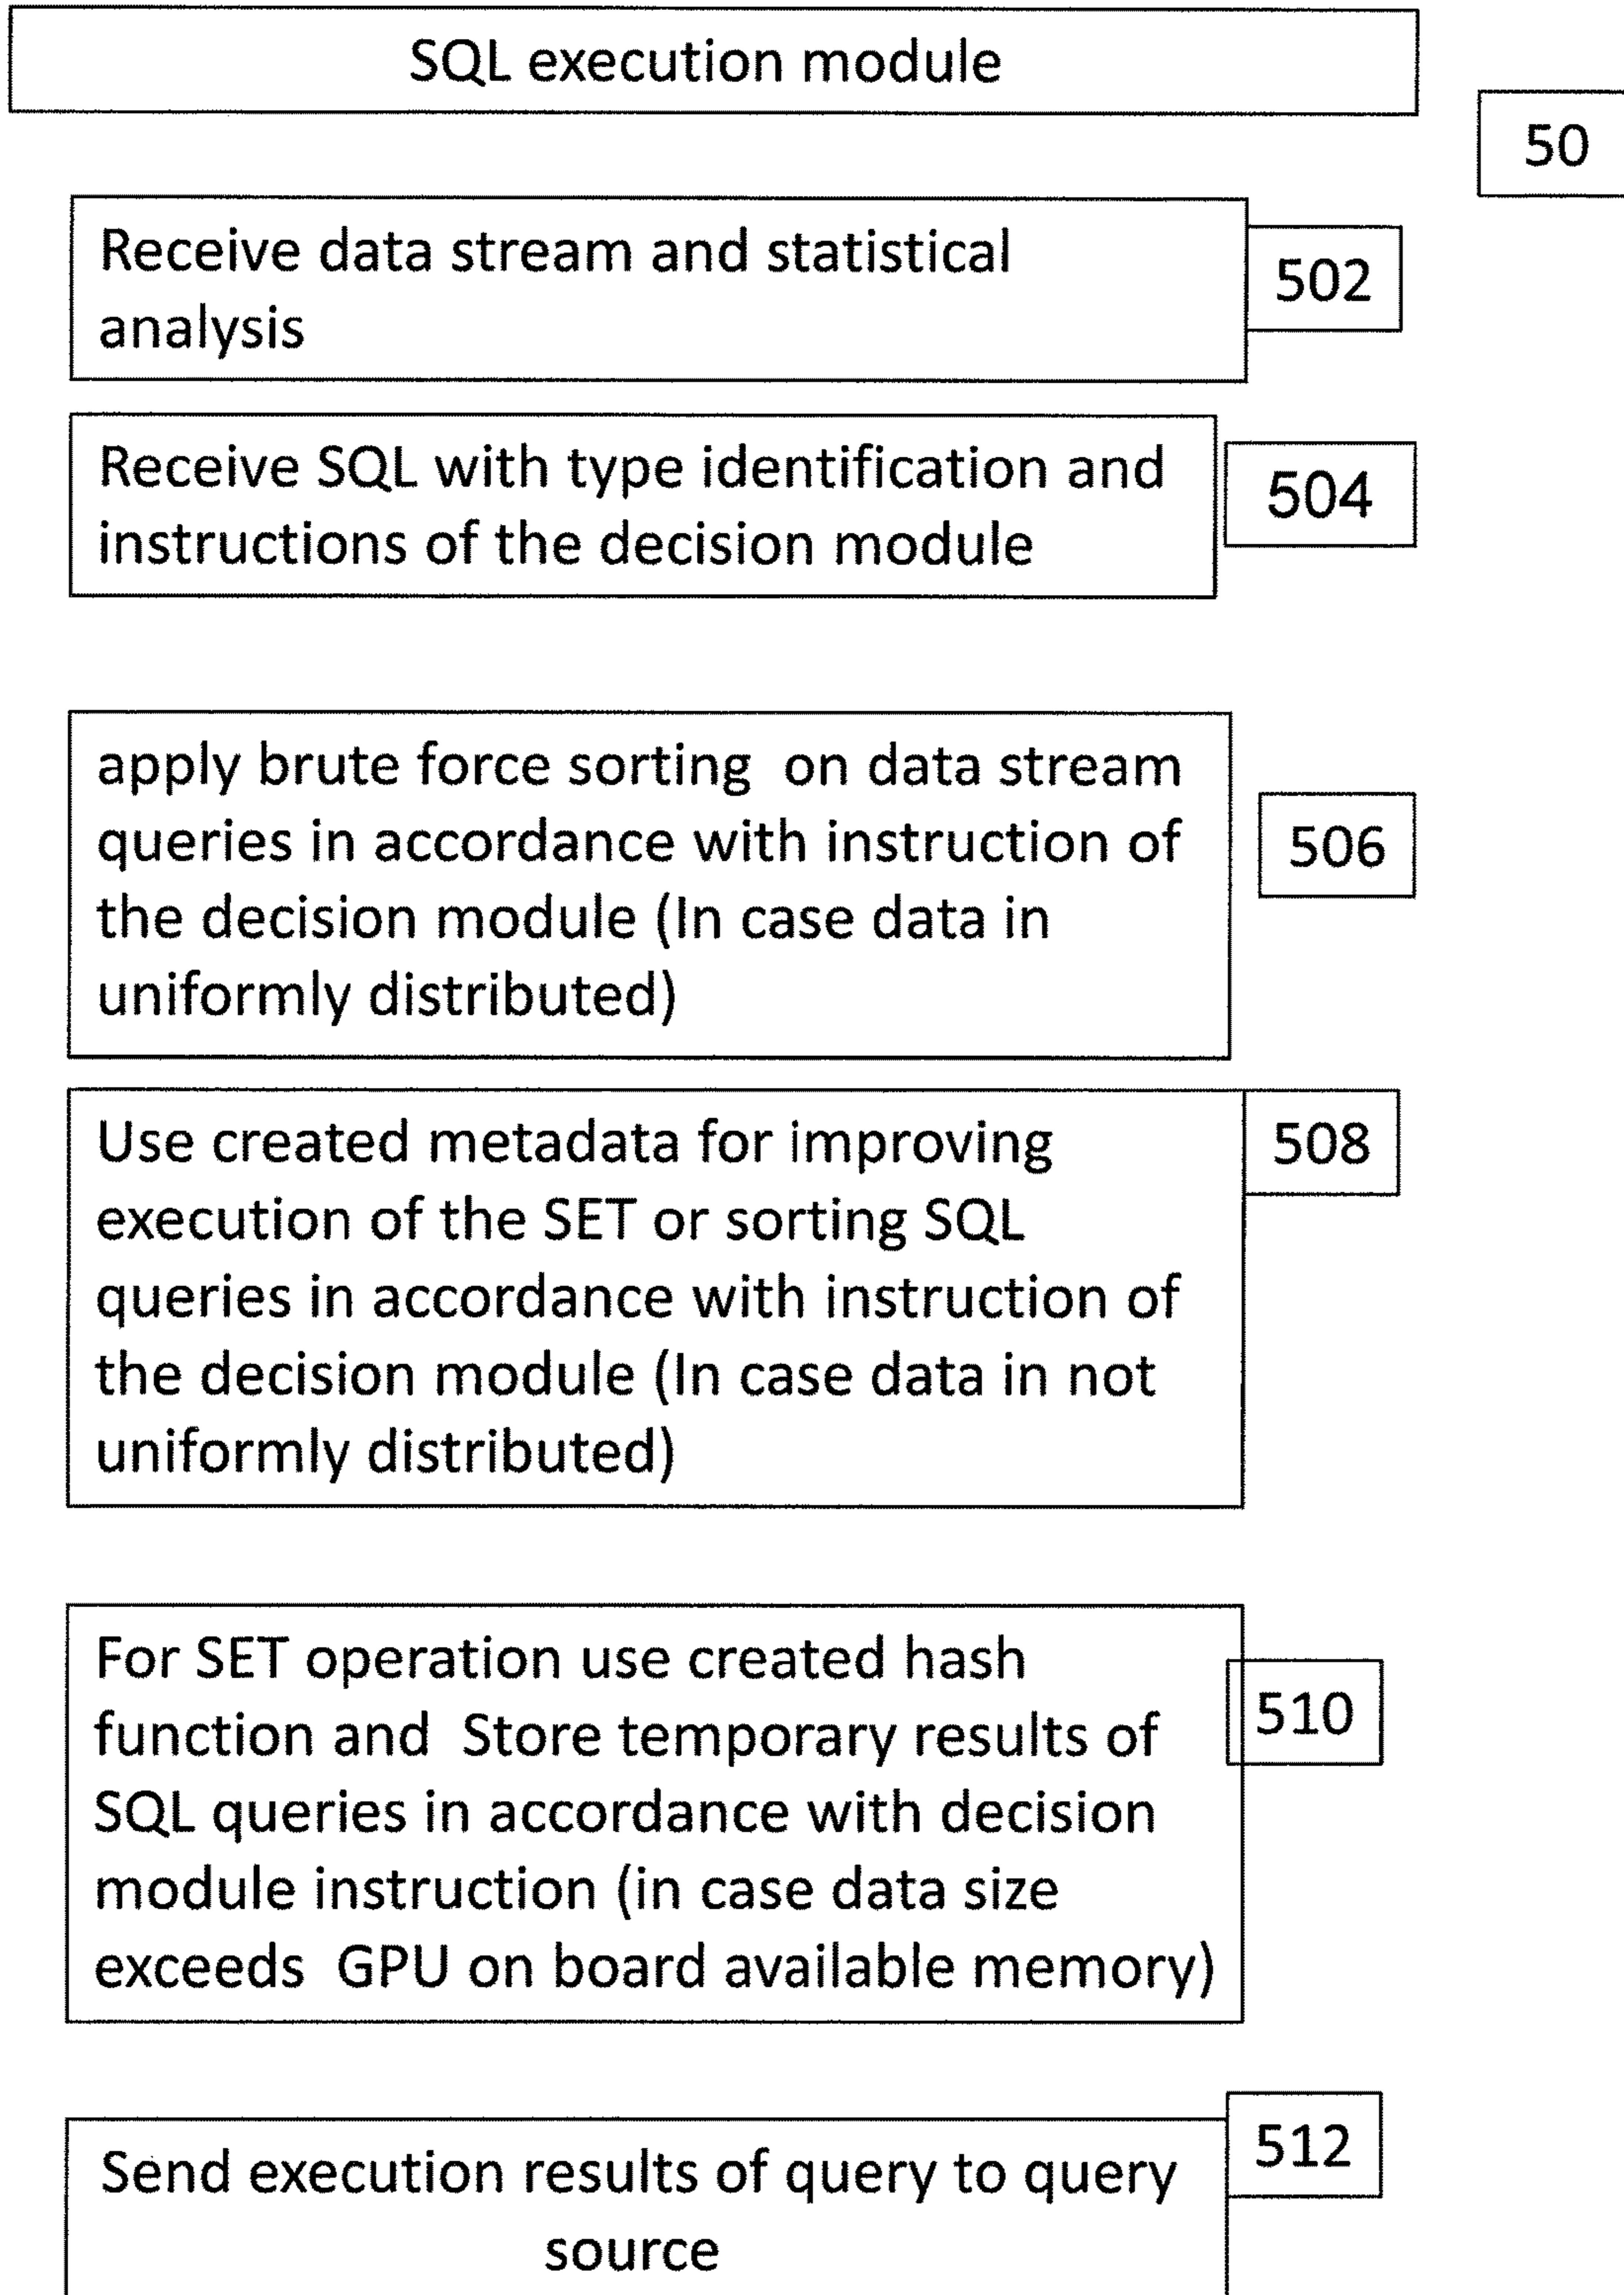 SQL execution module
50
Receive data stream and statistical
analysis
502
Receive SQL with type identification and
instructions of the decision module
504
apply brute force sorting on data stream
queries in accordance with instruction of
the decision module (In case data in
uniformly distributed)
506
Use created metadata for improving
execution of the SET or sorting SQL
queries in accordance with instruction of
the decision module (In case data in not
uniformly distributed)
508
For SET operation use created hash
function and Store temporary results of
SQL queries in accordance with decision
module instruction (in case data size
exceeds GPU on board available memory)
510
Send execution results of query to query
source
512